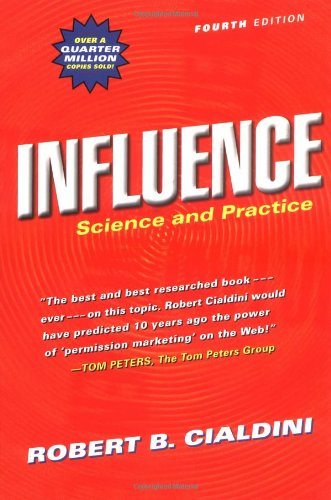 FOURTH EDITION
OVER A
QUARTER
MILLION
COPIES SOLD!
INFLUENCE
Science and Practice
"The best and best researched book ---
ever --- on this topic. Robert Cialdini would
have predicted 10 years ago the power
of 'permission marketing' on the Web!"
—TOM PETERS, The Tom Peters Group
ROBERT B. CIALDINI